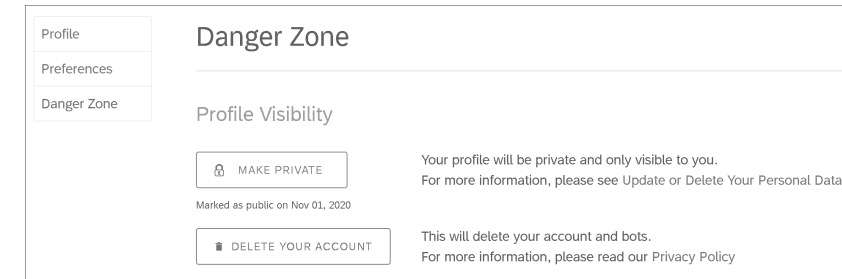 Profile
Preferences
Danger Zone
Danger Zone
Profile Visibility
MAKE PRIVATE
Your profile will be private and only visible to you.
For more information, please see Update or Delete Your Personal Data
Marked as public on Nov 01, 2020
DELETE YOUR ACCOUNT
This will delete your account and bots.
For more information, please read our Privacy Policy